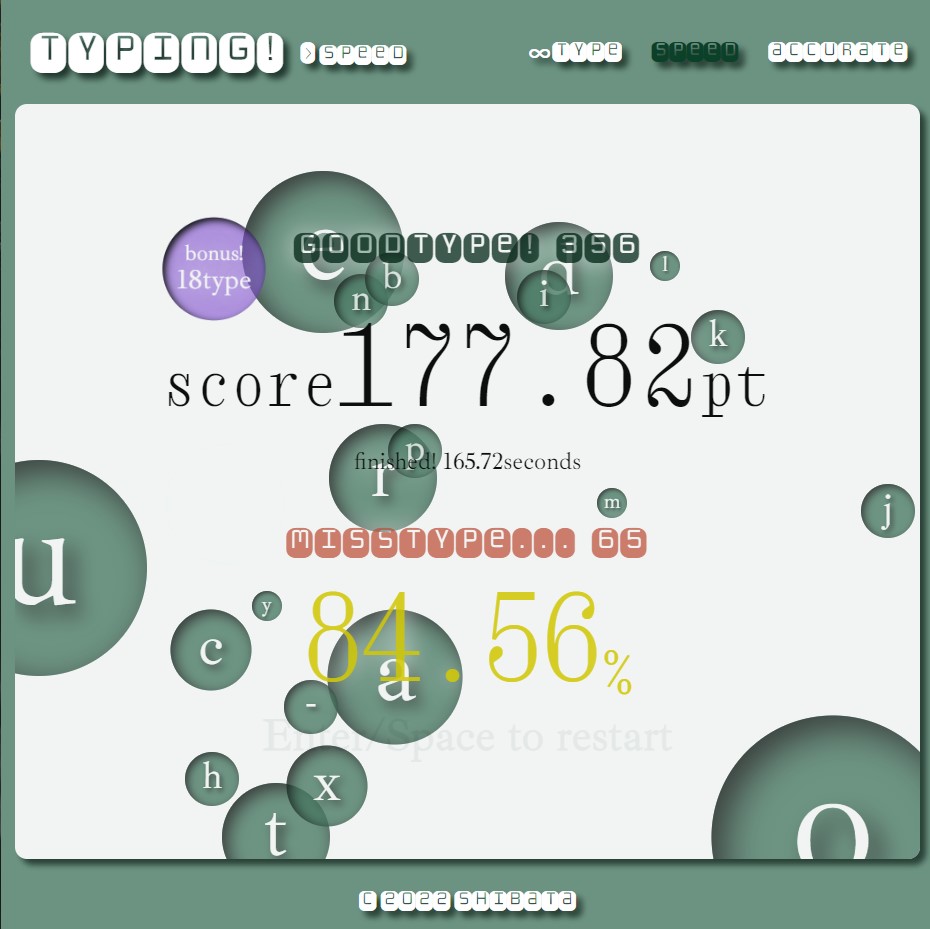 TYPING! >SPEED ∞TYPE SPEED ACCURATE
e
GOODTYPE! 356
bonus!
18type
b
d
l
n
i
k
score177.82pt
p
finished! 165.72seconds
r
m
j
MISSTYPE... 65
u
y
84.56%
c
a
-
Enter/Space to restart
h
x
t
o
C 2022 SHIBATA